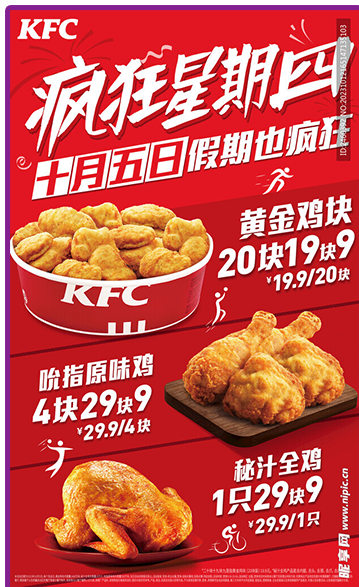 KFC
疯狂星期四
十月五日假期也疯狂
黄金鸡块
20块19块9
¥19.9/20块
KFC
吮指原味鸡
4块29块9
¥29.9/4块
秘汁全鸡
1只29块9
¥29.9/1只
昵享网 www.nipic.cn